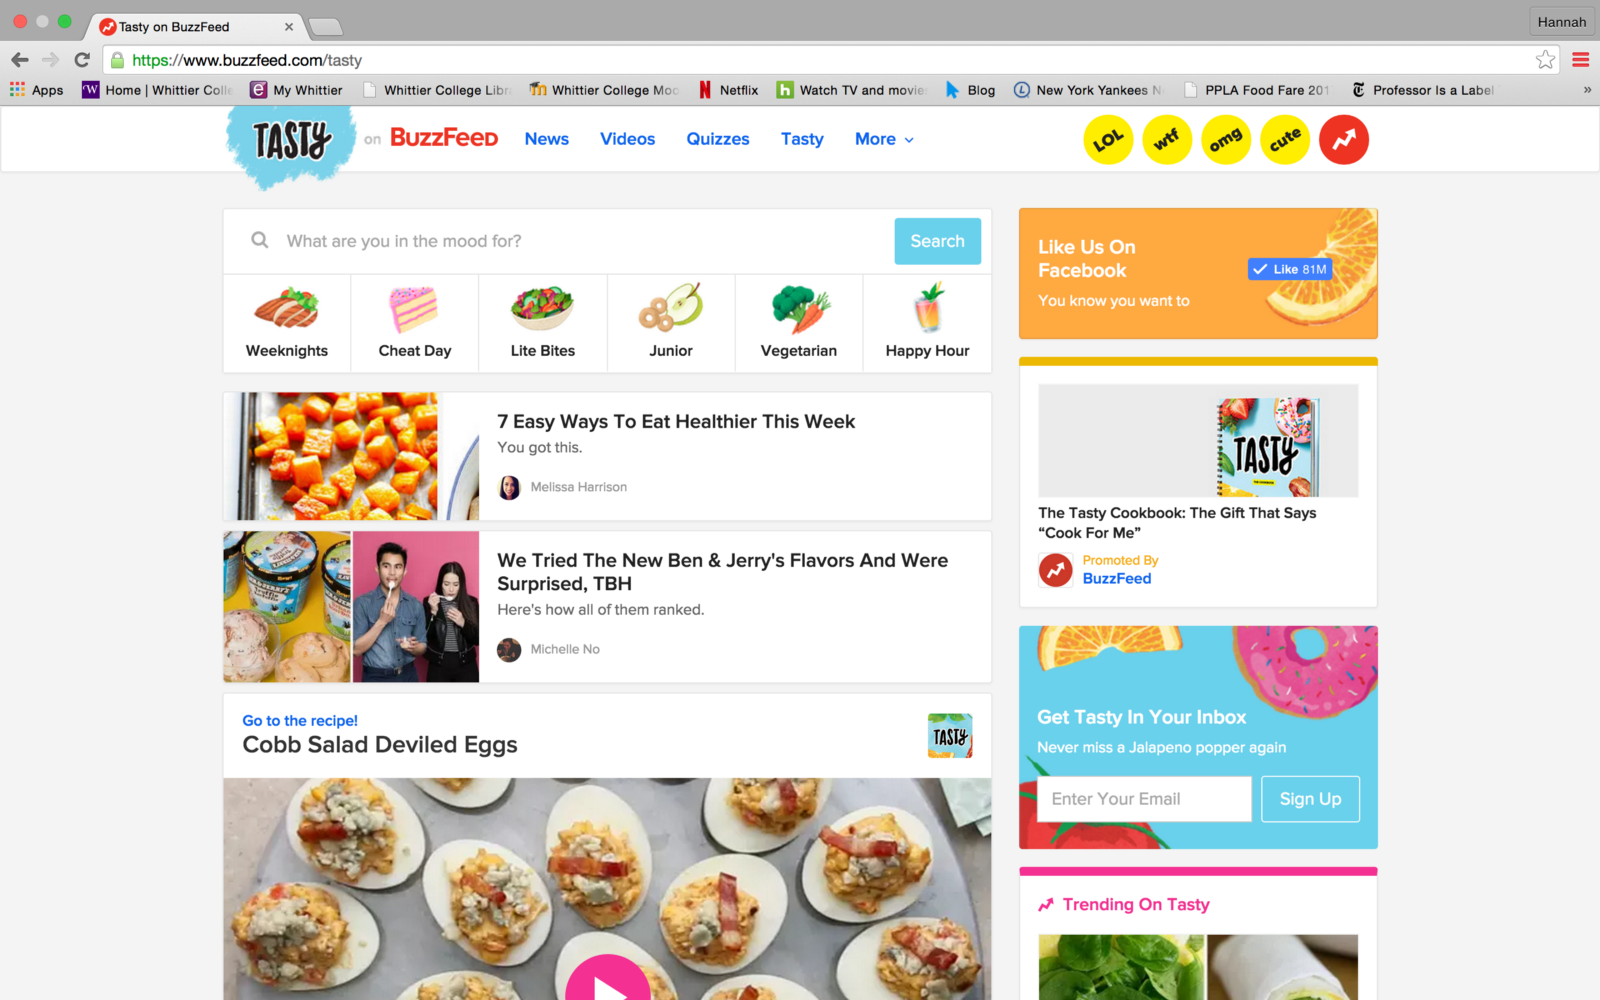 Tasty on BuzzFeed
Hannah
https://www.buzzfeed.com/tasty
Apps
Home | Whittier Colle
My Whittier
Whittier College Libra
Whittier College Moo
Netflix
Watch TV and movie
Blog
New York Yankees N
PPLA Food Fare 201
Professor Is a Label
»
TASTY on BuzzFeed
News
Videos
Quizzes
Tasty
More
LOL
wtf
omg
cute
What are you in the mood for?
Search
Weeknights
Cheat Day
Lite Bites
Junior
Vegetarian
Happy Hour
7 Easy Ways To Eat Healthier This Week
You got this.
Melissa Harrison
We Tried The New Ben & Jerry's Flavors And Were
Surprised, TBH
Here's how all of them ranked.
Michelle No
Go to the recipe!
Cobb Salad Deviled Eggs
TASTY
Like Us On
Facebook
You know you want to
Like 81M
TASTY
The Tasty Cookbook: The Gift That Says
“Cook For Me”
Promoted By
BuzzFeed
Get Tasty In Your Inbox
Never miss a Jalapeno popper again
Enter Your Email
Sign Up
Trending On Tasty